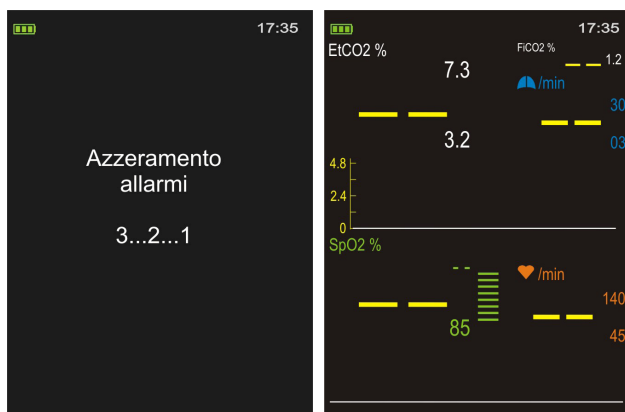 17:35
Azzeramento
allarmi
3...2...1
17:35
EtCO2 %
FiCO2 %
7.3
-- 1.2
/min
30
-- --
3.2
03
4.8
2.4
0
SpO2 %
--
/min
140
-- --
85
45